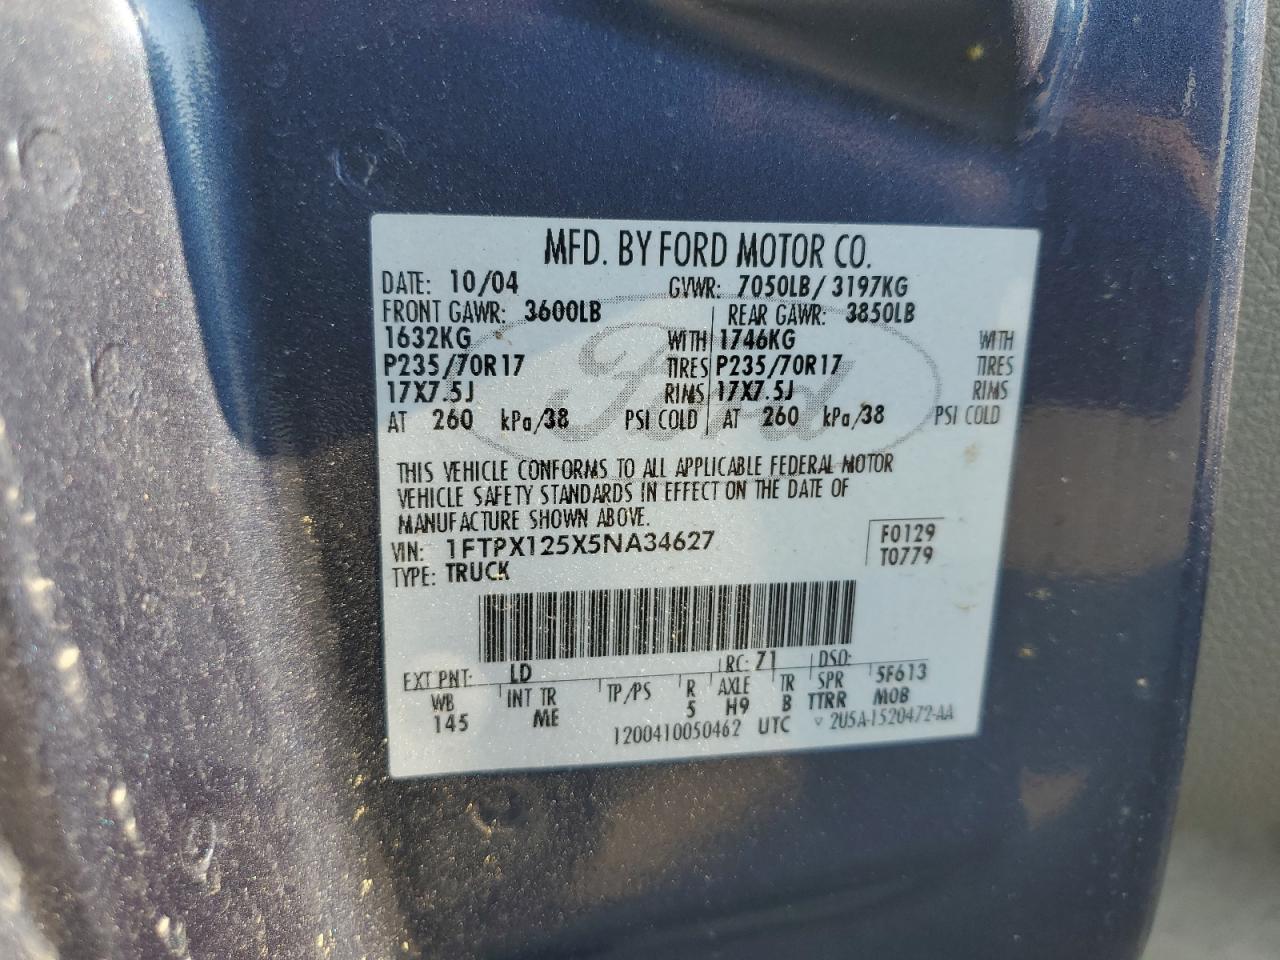 MFD. BY FORD MOTOR CO.
DATE: 10/04 GVWR: 7050LB/ 3197KG
FRONT GAWR: 3600LB REAR GAWR: 3850LB
1632KG WITH 1746KG WITH
P235/70R17 TIRES P235/70R17 TIRES
17X7.5J RIMS 17X7.5J RIMS
AT 260 kPa/38 PSI COLD AT 260 kPa/38 PSI COLD
Ford
THIS VEHICLE CONFORMS TO ALL APPLICABLE FEDERAL MOTOR
VEHICLE SAFETY STANDARDS IN EFFECT ON THE DATE OF
MANUFACTURE SHOWN ABOVE.
VIN: 1FTPX125X5NA34627 F0129
TYPE: TRUCK T0779
EXT PNT: LD RC: 71 DSO:
WB INT TR TP/PS R AXLE TR SPR 5F613
145 ME 5 H9 B TTRR MOB
1200410050462 UTC ▽ 2U5A-1520472-AA